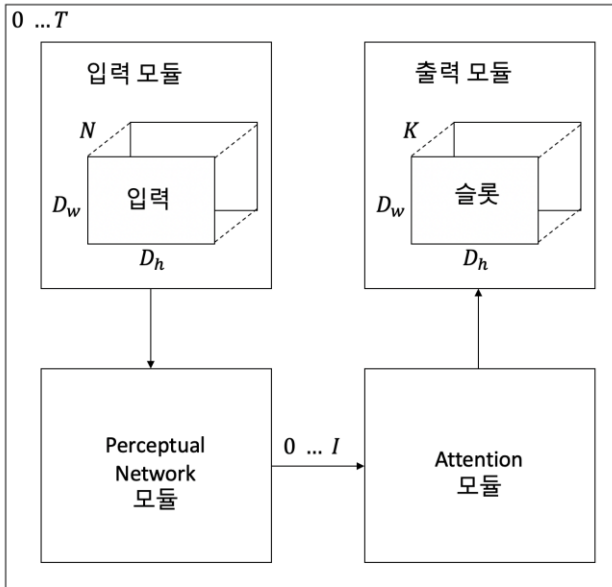 0 ...T
입력 모듈
N
입력
D_w
D_h
출력 모듈
K
슬롯
D_w
D_h
Perceptual
Network
모듈
0 ... I
Attention
모듈